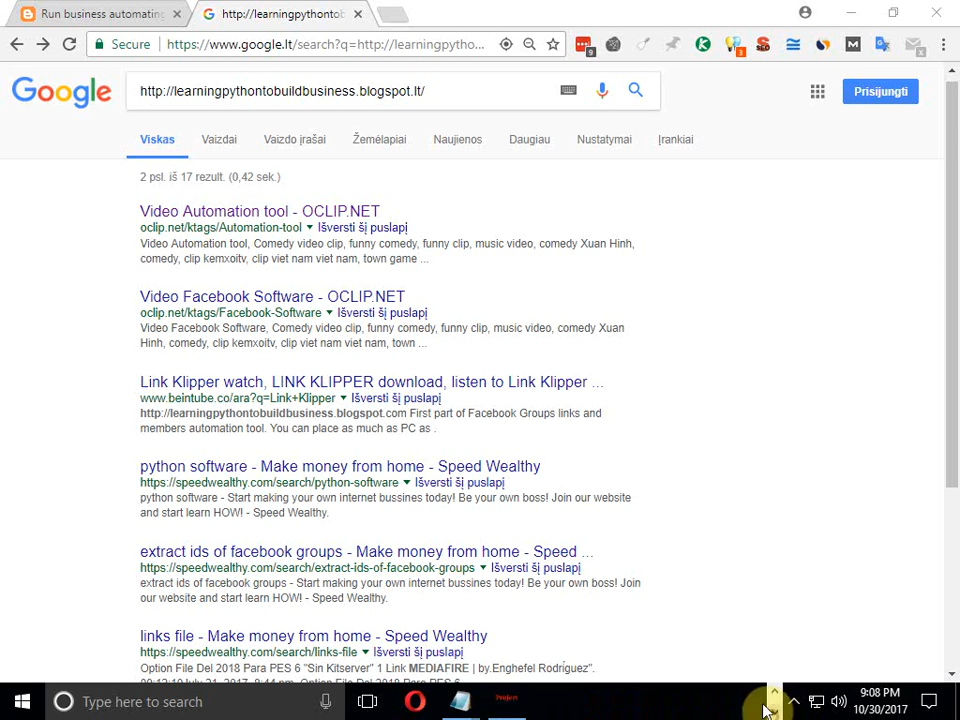 Run business automating
http://learningpythontob
Secure
https://www.google.lt/search?q=http://learningpytho...
9
3
SEO
M
Google
http://learningpythontobuildbusiness.blogspot.lt/
Prisijungti
Viskas
Vaizdai
Vaizdo įrašai
Žemėlapiai
Naujienos
Daugiau
Nustatymai
Įrankiai
2 psl. iš 17 rezult. (0,42 sek.)
Video Automation tool - OCLIP.NET
oclip.net/ktags/Automation-tool ▼ Išversti šį puslapį
Video Automation tool, Comedy video clip, funny comedy, funny clip, music video, comedy Xuan Hinh,
comedy, clip kemxoitv, clip viet nam viet nam, town game ...
Video Facebook Software - OCLIP.NET
oclip.net/ktags/Facebook-Software ▼ Išversti šį puslapį
Video Facebook Software, Comedy video clip, funny comedy, funny clip, music video, comedy Xuan
Hinh, comedy, clip kemxoitv, clip viet nam viet nam, town ...
Link Klipper watch, LINK KLIPPER download, listen to Link Klipper ...
www.beintube.co/ara?q=Link+Klipper ▼ Išversti šį puslapį
http://learningpythontobuildbusiness.blogspot.com First part of Facebook Groups links and
members automation tool. You can place as much as PC as .
python software - Make money from home - Speed Wealthy
https://speedwealthy.com/search/python-software ▼ Išversti šį puslapį
python software - Start making your own internet bussines today! Be your own boss! Join our website
and start learn HOW! - Speed Wealthy.
extract ids of facebook groups - Make money from home - Speed ...
https://speedwealthy.com/search/extract-ids-of-facebook-groups ▼ Išversti šį puslapį
extract ids of facebook groups - Start making your own internet bussines today! Be your own boss! Join
our website and start learn HOW! - Speed Wealthy.
links file - Make money from home - Speed Wealthy
https://speedwealthy.com/search/links-file ▼ Išversti šį puslapį
Option File Del 2018 Para PES 6 "Sin Kitserver" 1 Link MEDIAFIRE | by.Enghefel Rodríguez".
Type here to search
Project
9:08 PM
10/30/2017